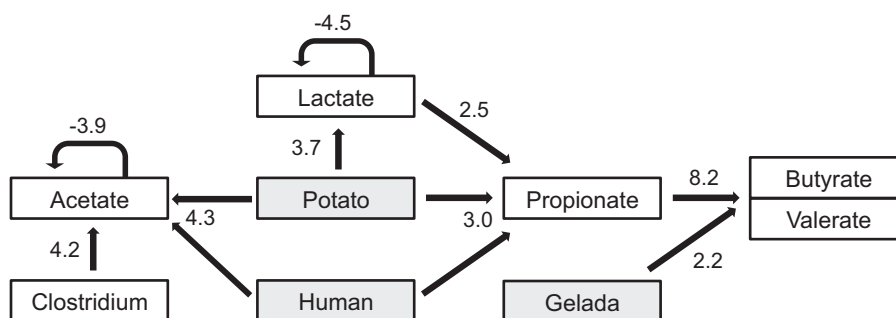 -4.5
Lactate
2.5
-3.9
3.7
8.2
Butyrate
Acetate
Potato
Propionate
Valerate
4.3
3.0
4.2
2.2
Clostridium
Human
Gelada